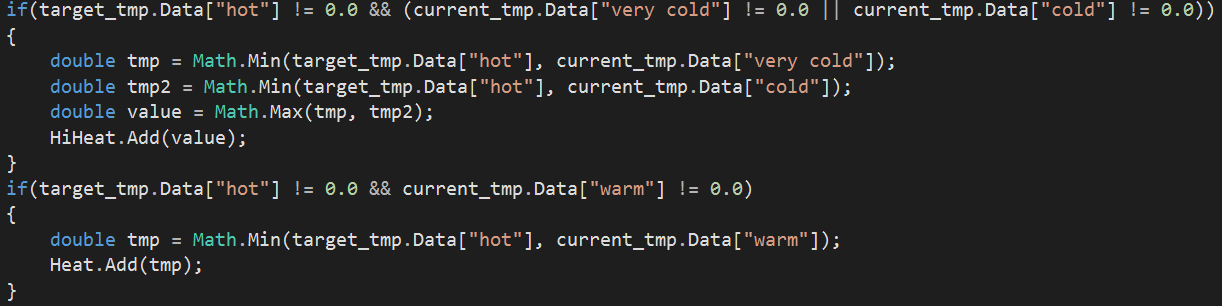 if(target_tmp.Data["hot"] != 0.0 && (current_tmp.Data["very cold"] != 0.0 || current_tmp.Data["cold"] != 0.0))
{
    double tmp = Math.Min(target_tmp.Data["hot"], current_tmp.Data["very cold"]);
    double tmp2 = Math.Min(target_tmp.Data["hot"], current_tmp.Data["cold"]);
    double value = Math.Max(tmp, tmp2);
    HiHeat.Add(value);
}
if(target_tmp.Data["hot"] != 0.0 && current_tmp.Data["warm"] != 0.0)
{
    double tmp = Math.Min(target_tmp.Data["hot"], current_tmp.Data["warm"]);
    Heat.Add(tmp);
}